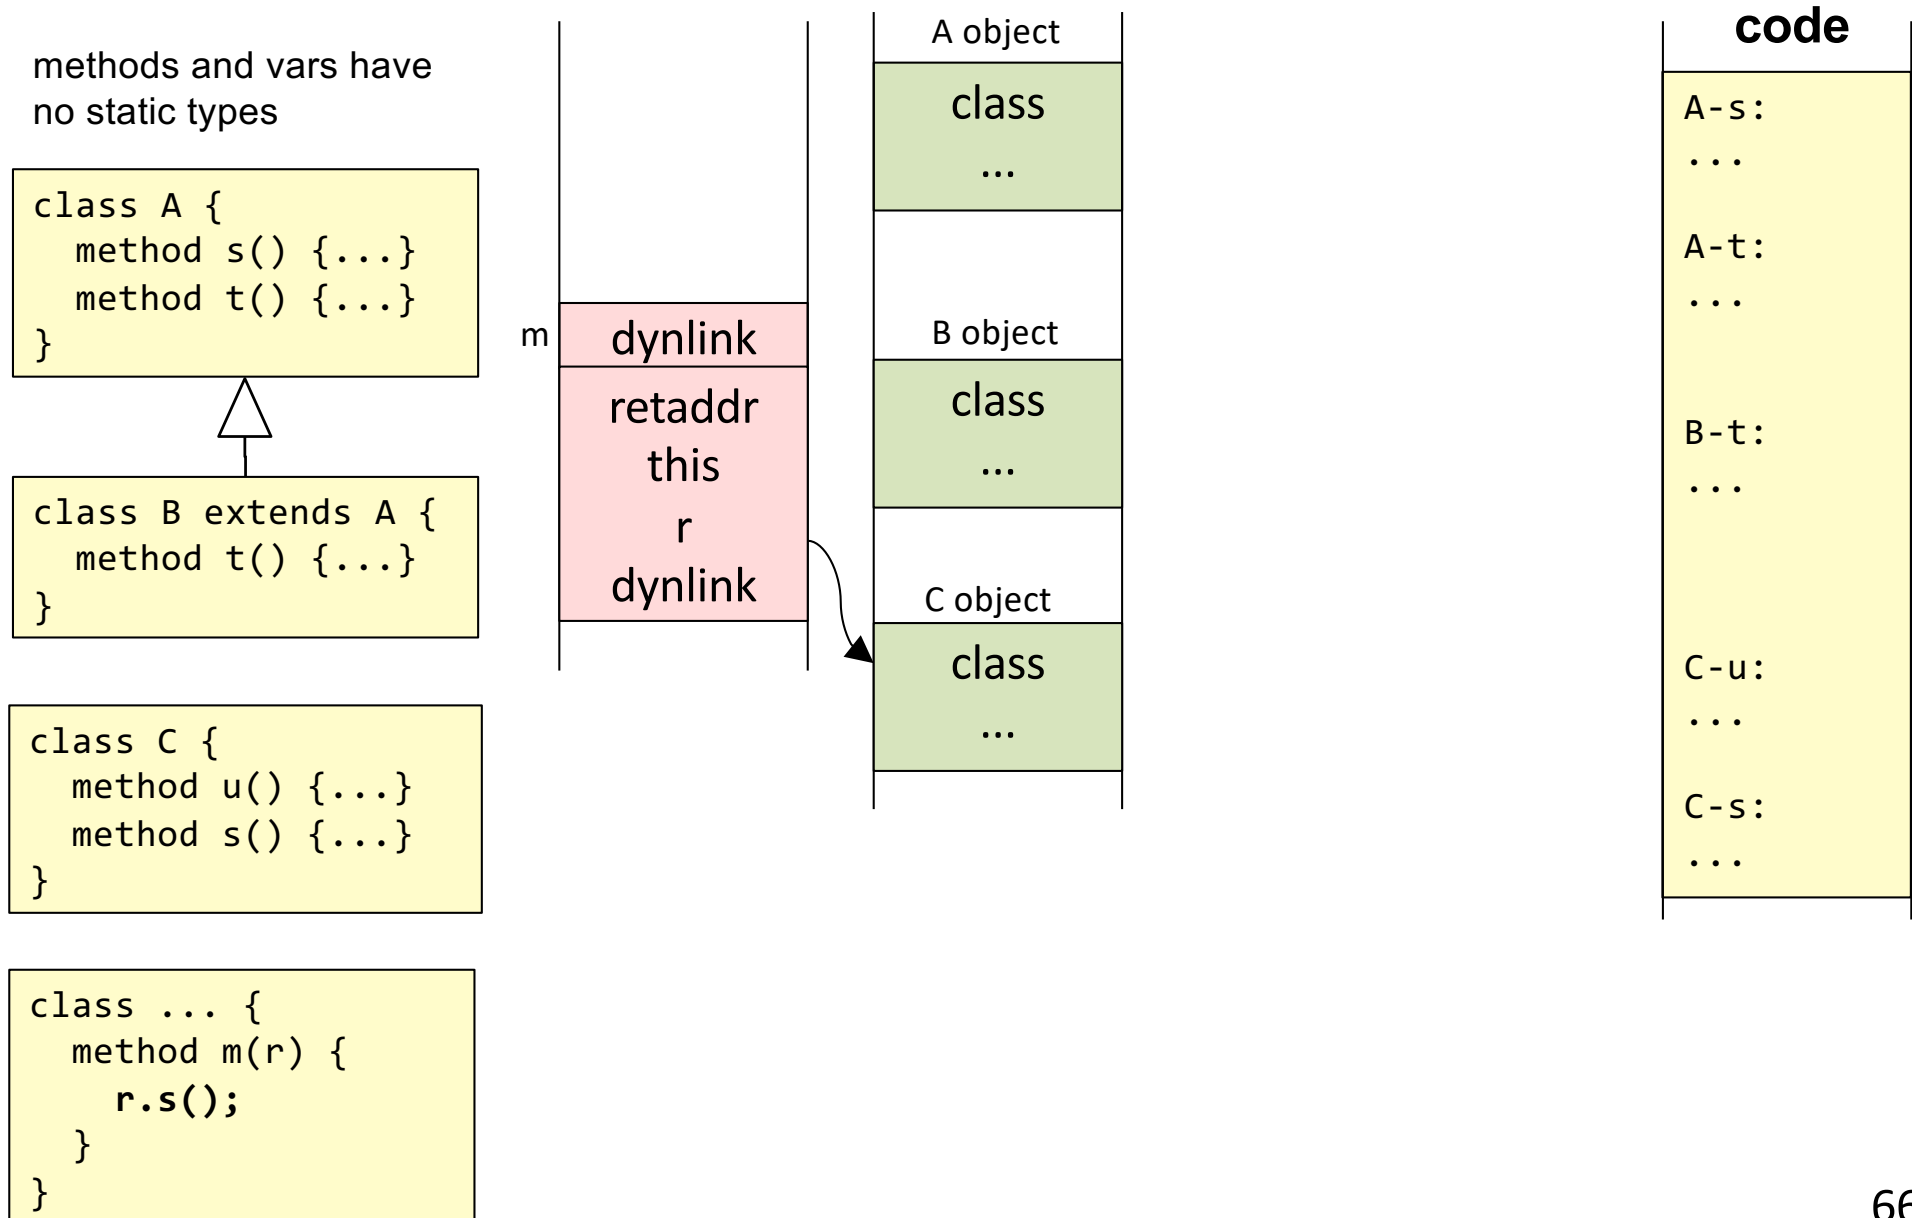 methods and vars have
no static types
class A {
  method s() {...}
  method t() {...}
}
class B extends A {
  method t() {...}
}
class C {
  method u() {...}
  method s() {...}
}
class ... {
  method m(r) {
    r.s();
  }
}
m
dynlink
retaddr
this
r
dynlink
A object
class
...
B object
class
...
C object
class
...
code
A-s:
...
A-t:
...
B-t:
...
C-u:
...
C-s:
...
66